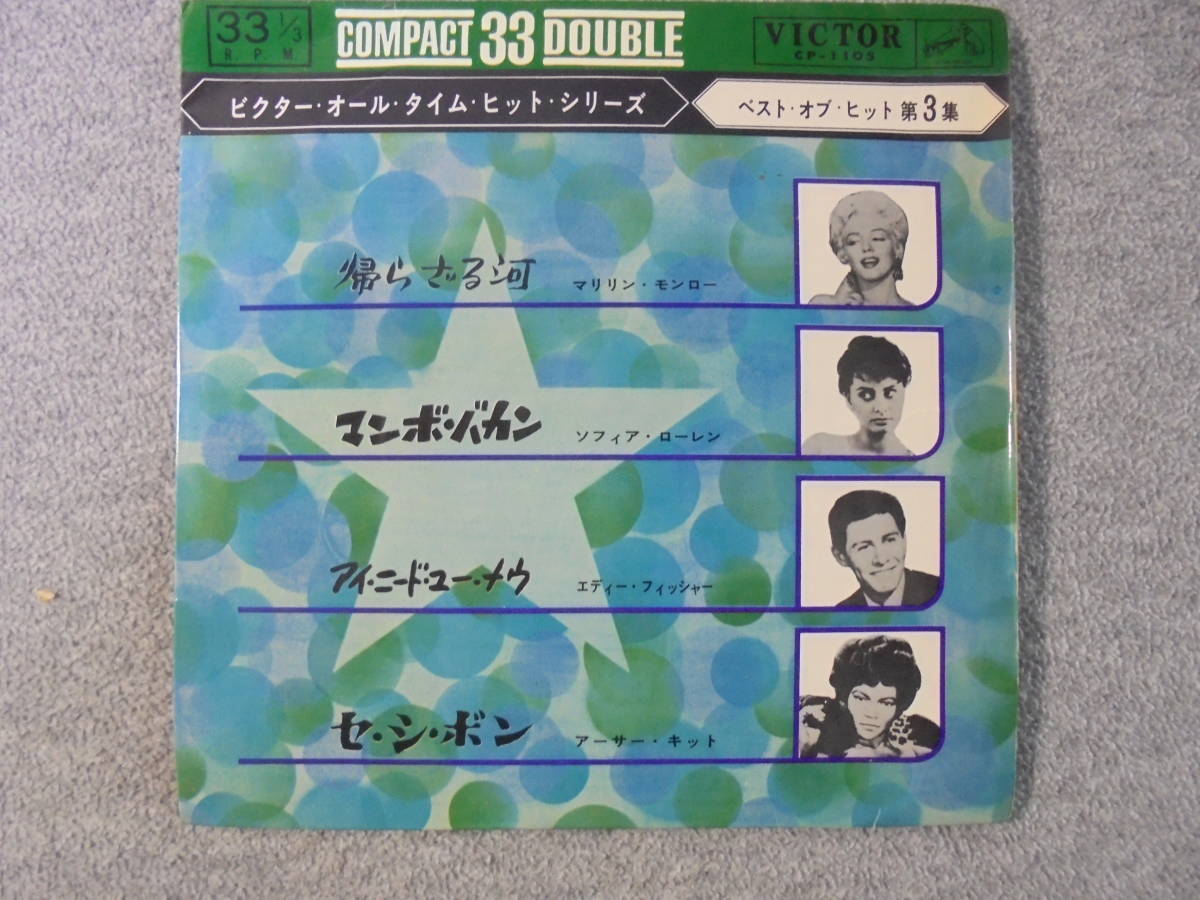 33 1/3
R. P. M
COMPACT 33 DOUBLE
VICTOR
CP-1105
ビクター・オール・タイム・ヒット・シリーズ
ベスト・オブ・ヒット 第3集
帰らざる河 マリリン・モンロー
マンボ・バカン ソフィア・ローレン
アイ・ニード・ユー・ナウ エディー・フィッシャー
セ・シ・ボン アーサー・キット